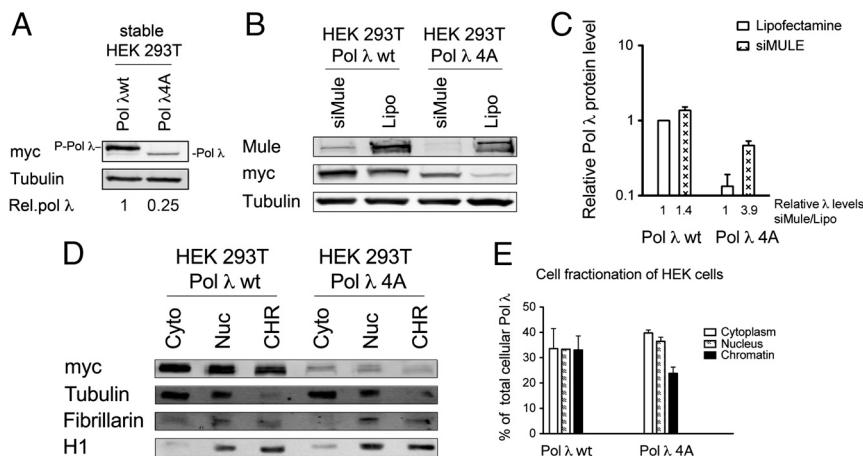 A
stable
HEK 293T
Pol λwt
Pol λ4A
myc
P-Pol λ–
-Pol λ
Tubulin
Rel.pol λ 1 0.25
B
HEK 293T HEK 293T
Pol λ wt Pol λ 4A
siMule
Lipo
siMule
Lipo
Mule
myc
Tubulin
C
Lipofectamine
siMULE
Relative Pol λ protein level
10
1
0.1
1 1.4 1 3.9
Relative λ levels
siMule/Lipo
Pol λ wt Pol λ 4A
D
HEK 293T HEK 293T
Pol λ wt Pol λ 4A
Cyto
Nuc
CHR
Cyto
Nuc
CHR
myc
Tubulin
Fibrillarin
H1
E
Cell fractionation of HEK cells
% of total cellular Pol λ
50
40
30
20
10
0
Cytoplasm
Nucleus
Chromatin
Pol λ wt Pol λ 4A